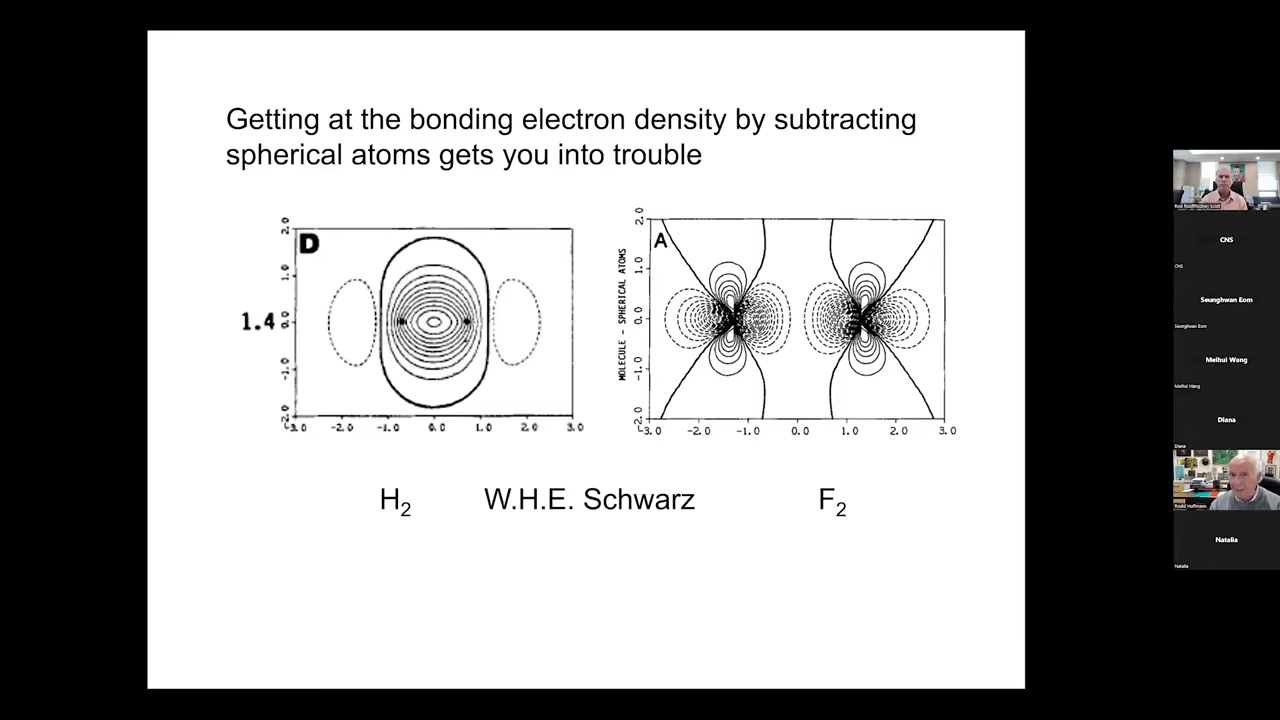 Getting at the bonding electron density by subtracting
spherical atoms gets you into trouble
D
1.4
2.0
1.0
0.0
-1.0
-2.0
-3.0 -2.0 -1.0 0.0 1.0 2.0 3.0
A
MOLECULE - SPHERICAL ATOMS
2.0
1.0
0.0
-1.0
-2.0
-3.0 -2.0 -1.0 0.0 1.0 2.0 3.0
H2 W.H.E. Schwarz F2
CNS
CNS
Seunghwan Eom
Seunghwan Eom
Meihui Wang
Meihui Wang
Diana
Diana
Roald Hoffmann
Natalia
Natalia